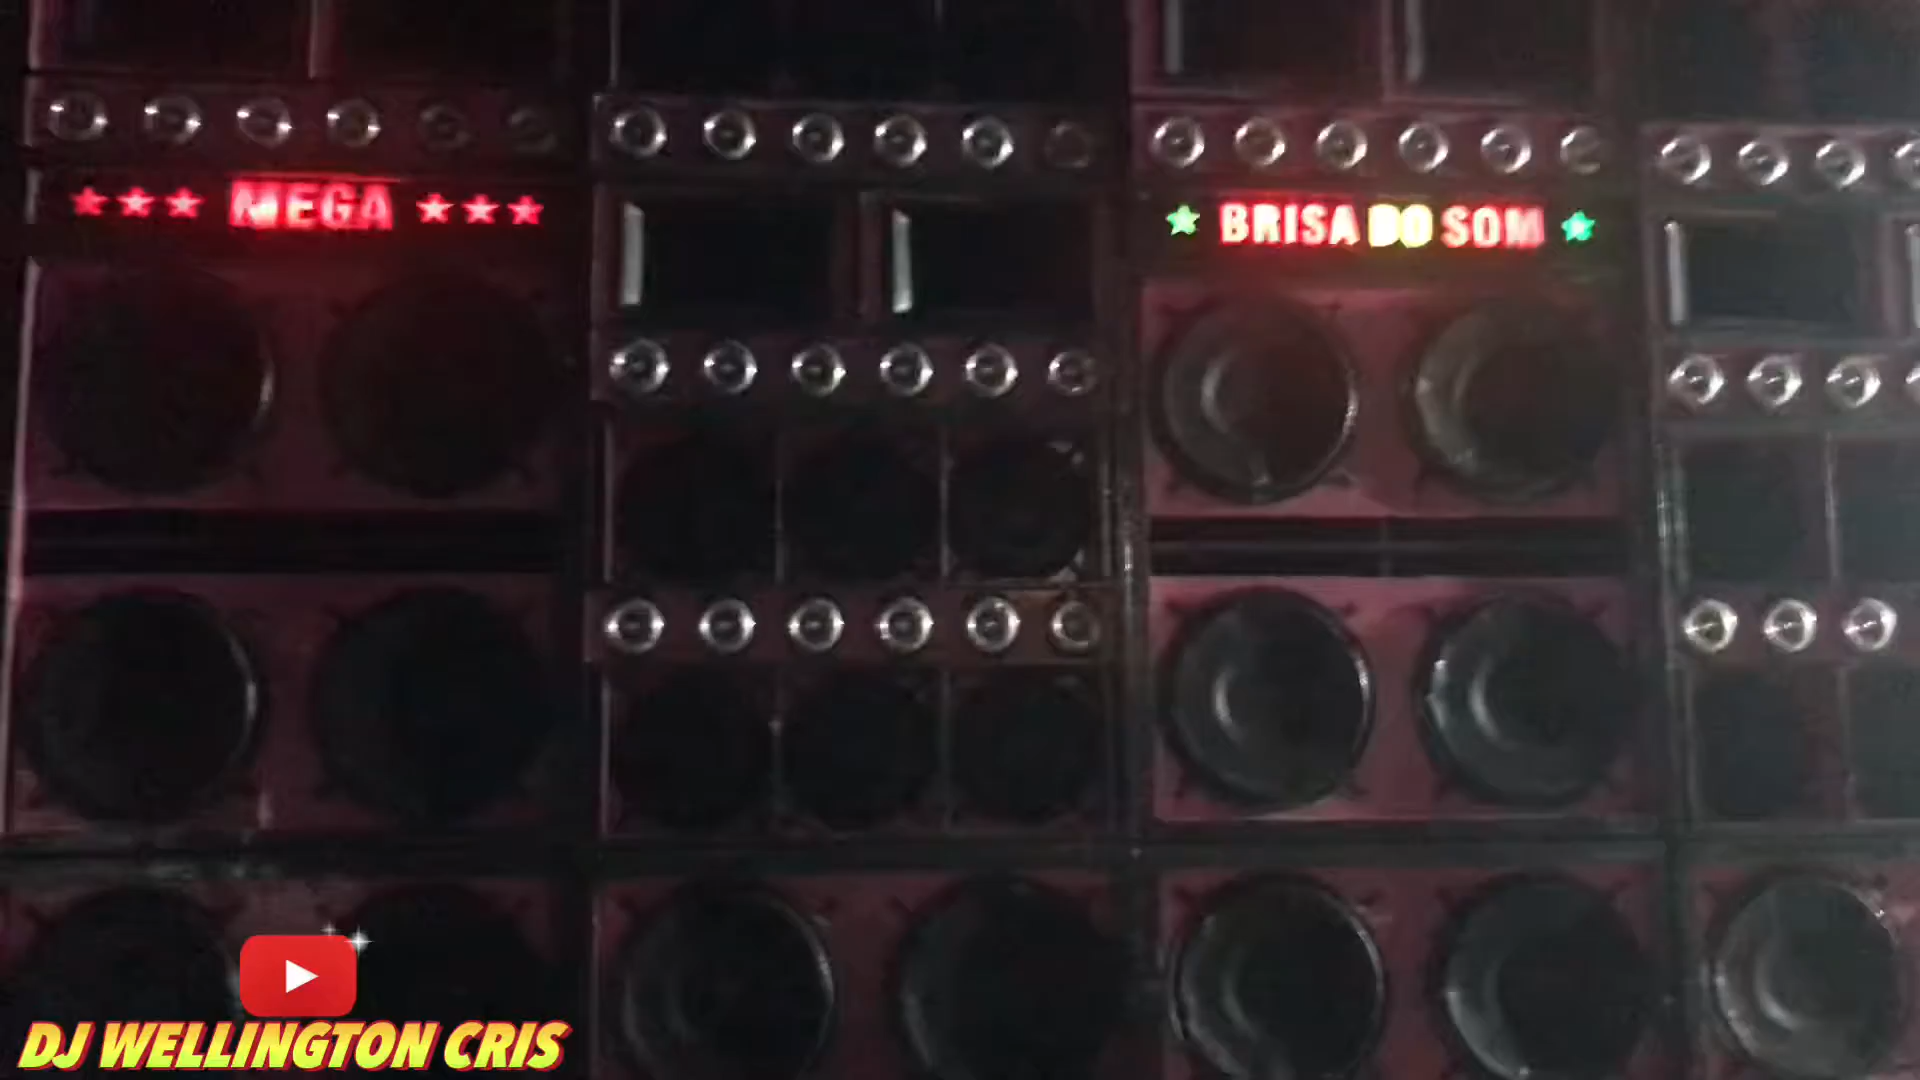 ★★★ MEGA ★★★
★ BRISA DO SOM ★
DJ WELLINGTON CRIS